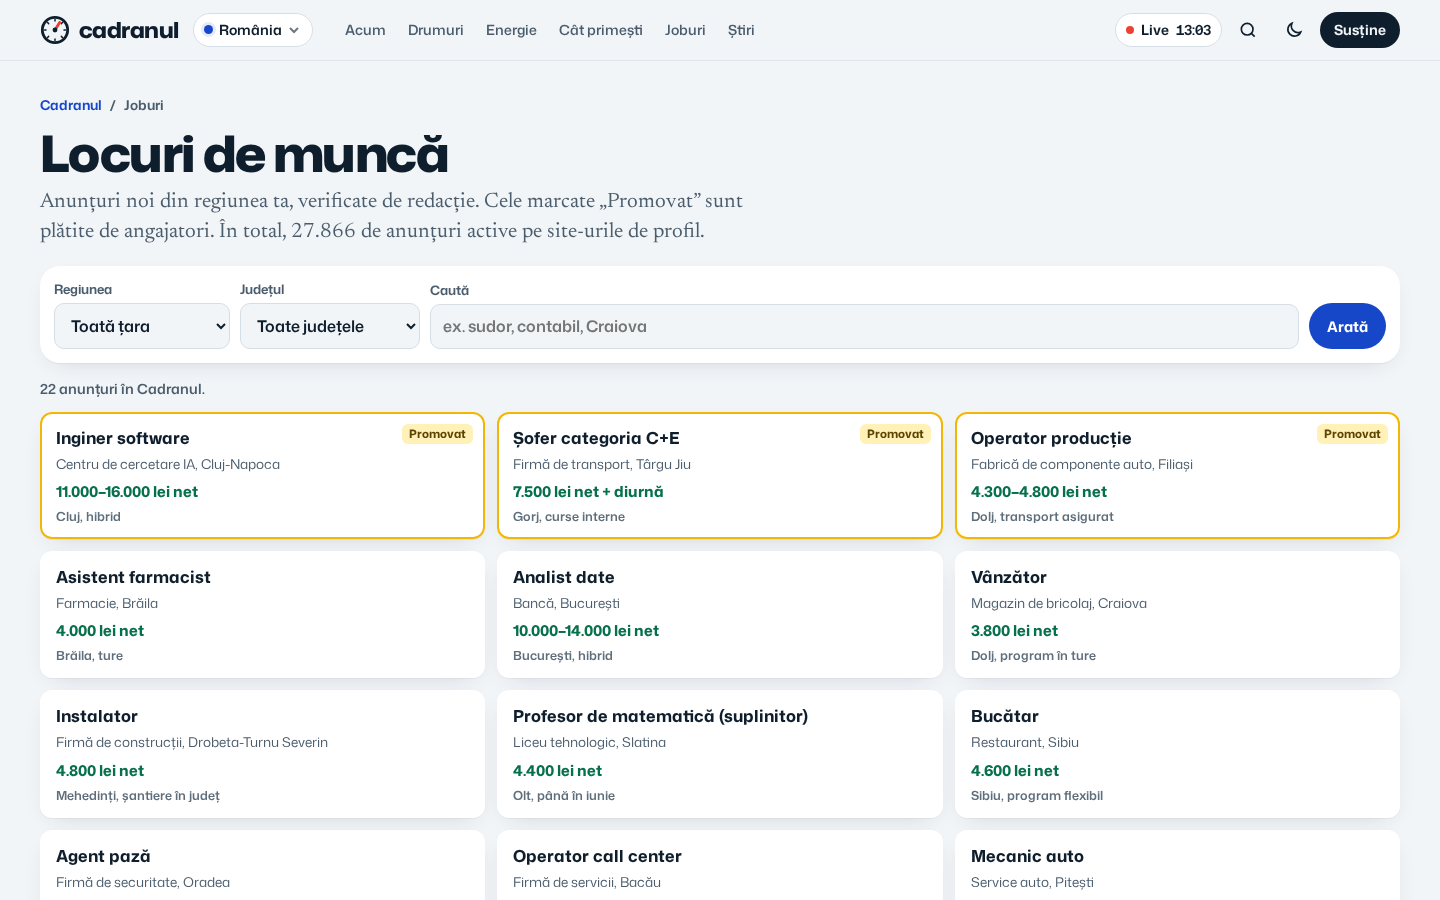 cadranul
România
Acum
Drumuri
Energie
Cât primești
Joburi
Știri
Live 13:03
Susține
Cadranul / Joburi
Locuri de muncă
Anunțuri noi din regiunea ta, verificate de redacție. Cele marcate „Promovat” sunt
plătite de angajatori. În total, 27.866 de anunțuri active pe site-urile de profil.
Regiunea
Județul
Caută
Toată țara
Toate județele
ex. sudor, contabil, Craiova
Arată
22 anunțuri în Cadranul.
Inginer software
Promovat
Centru de cercetare IA, Cluj-Napoca
11.000–16.000 lei net
Cluj, hibrid
Șofer categoria C+E
Promovat
Firmă de transport, Târgu Jiu
7.500 lei net + diurnă
Gorj, curse interne
Operator producție
Promovat
Fabrică de componente auto, Filiași
4.300–4.800 lei net
Dolj, transport asigurat
Asistent farmacist
Farmacie, Brăila
4.000 lei net
Brăila, ture
Analist date
Bancă, București
10.000–14.000 lei net
București, hibrid
Vânzător
Magazin de bricolaj, Craiova
3.800 lei net
Dolj, program în ture
Instalator
Firmă de construcții, Drobeta-Turnu Severin
4.800 lei net
Mehedinți, șantiere în județ
Profesor de matematică (suplinitor)
Liceu tehnologic, Slatina
4.400 lei net
Olt, până în iunie
Bucătar
Restaurant, Sibiu
4.600 lei net
Sibiu, program flexibil
Agent pază
Firmă de securitate, Oradea
Operator call center
Firmă de servicii, Bacău
Mecanic auto
Service auto, Pitești